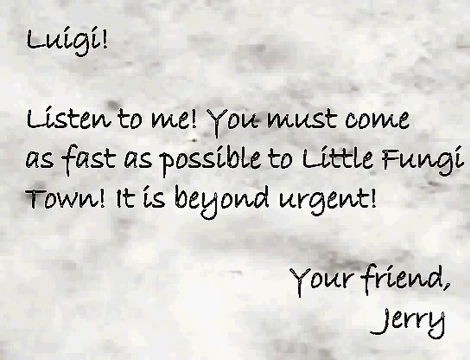 Luigi!
Listen to me! You must come
as fast as possible to Little Fungi
Town! It is beyond urgent!
Your friend,
Jerry